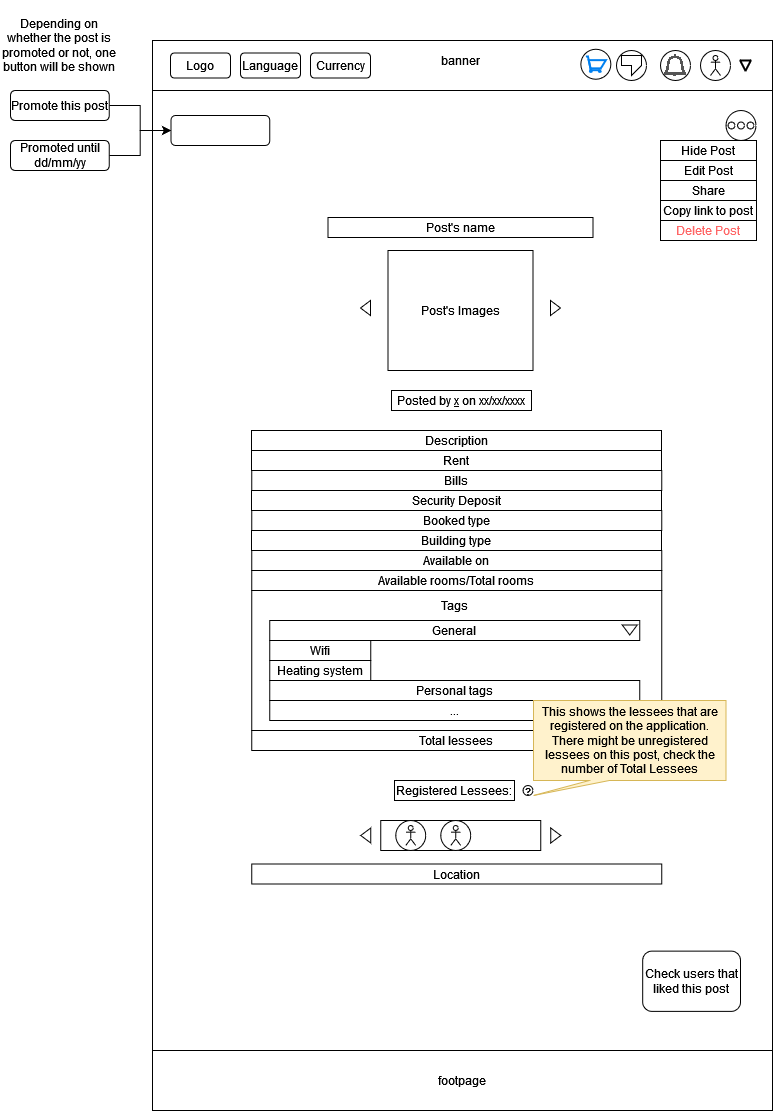 Depending on
whether the post is
promoted or not, one
button will be shown
Promote this post
Promoted until
dd/mm/yy
Logo
Language
Currency
banner
Hide Post
Edit Post
Share
Copy link to post
Delete Post
Post's name
Post's Images
Posted by x on xx/xx/xxxx
Description
Rent
Bills
Security Deposit
Booked type
Building type
Available on
Available rooms/Total rooms
Tags
General
Wifi
Heating system
Personal tags
...
Total lessees
This shows the lessees that are
registered on the application.
There might be unregistered
lessees on this post, check the
number of Total Lessees
Registered Lessees:
?
Location
Check users that
liked this post
footpage